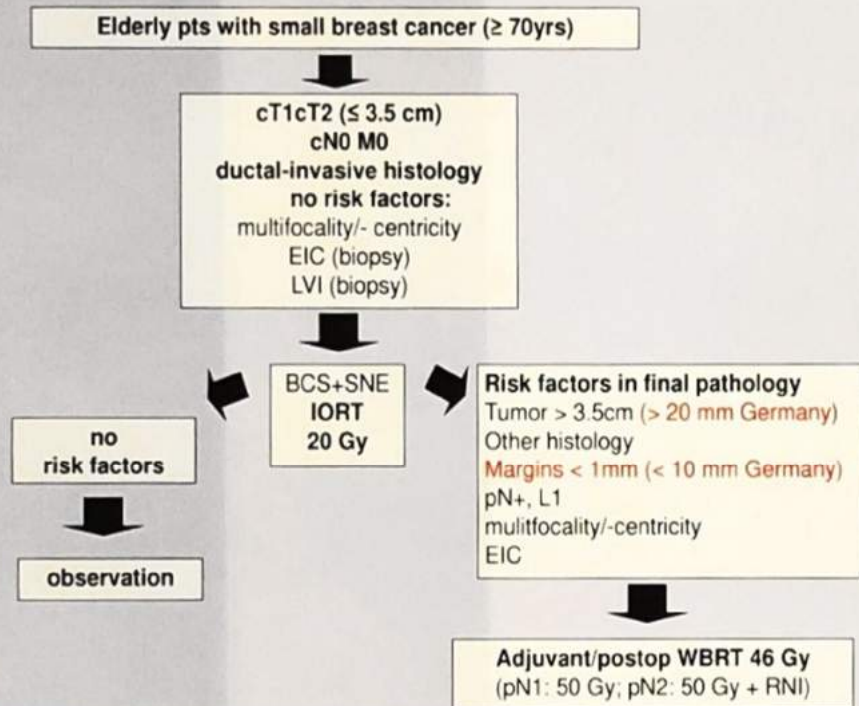 Elderly pts with small breast cancer (≥ 70yrs)
cT1cT2 (≤ 3.5 cm)
cN0 M0
ductal-invasive histology
no risk factors:
multifocality/- centricity
EIC (biopsy)
LVI (biopsy)
BCS+SNE
IORT
20 Gy
no
risk factors
observation
Risk factors in final pathology
Tumor > 3.5cm (> 20 mm Germany)
Other histology
Margins < 1mm (< 10 mm Germany)
pN+, L1
mulitfocality/-centricity
EIC
Adjuvant/postop WBRT 46 Gy
(pN1: 50 Gy; pN2: 50 Gy + RNI)